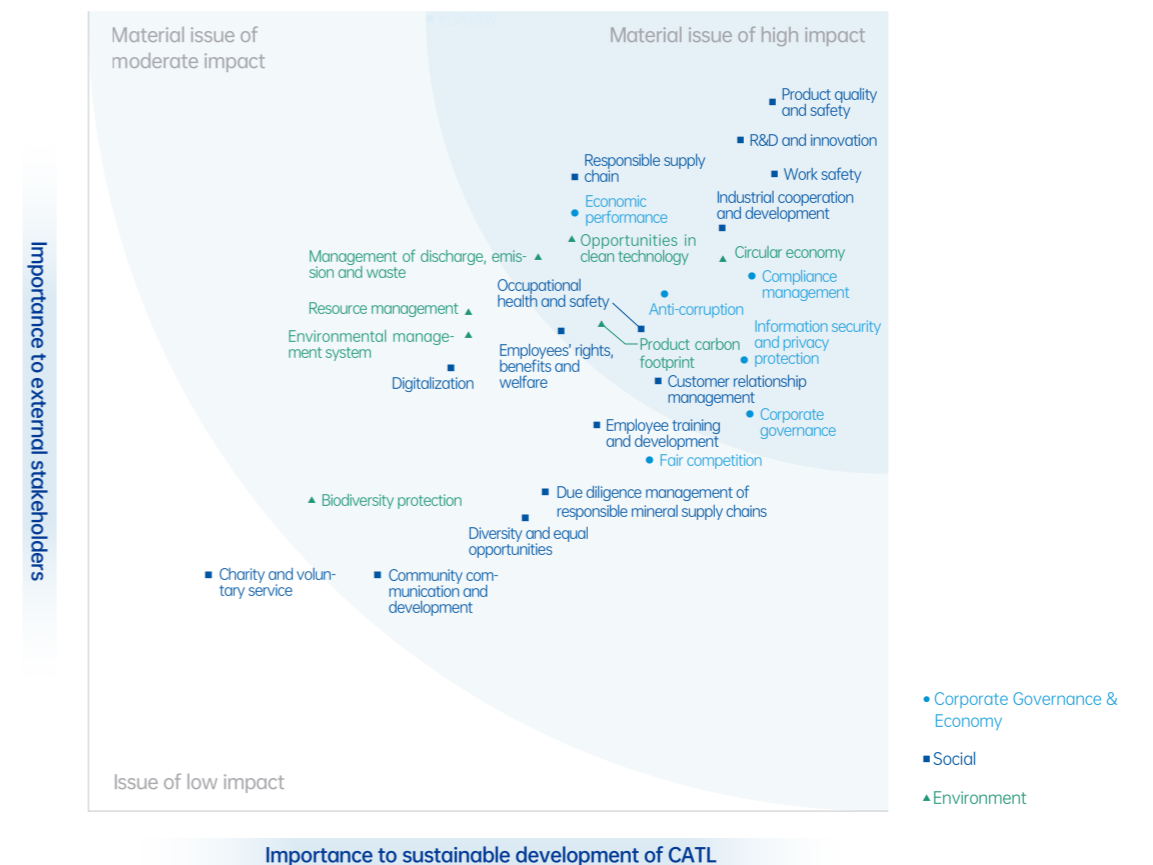 Material issue of
moderate impact
Material issue of high impact
Product quality
and safety
R&D and innovation
Responsible supply
chain
Work safety
Economic
performance
Industrial cooperation
and development
Opportunities in
clean technology
Management of discharge, emis-
sion and waste
Circular economy
Compliance
management
Occupational
health and safety
Anti-corruption
Resource management
Environmental manage-
ment system
Information security
and privacy
protection
Employees' rights,
benefits and
welfare
Product carbon
footprint
Digitalization
Customer relationship
management
Corporate
governance
Employee training
and development
Fair competition
Biodiversity protection
Due diligence management of
responsible mineral supply chains
Diversity and equal
opportunities
Charity and volun-
tary service
Community com-
munication and
development
Issue of low impact
Importance to external stakeholders
Importance to sustainable development of CATL
Corporate Governance &
Economy
Social
Environment